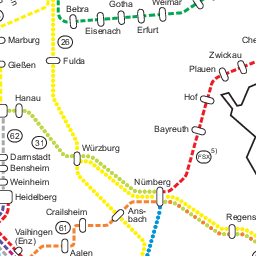 Gotha
Weimar
Bebra
Eisenach
Erfurt
Marburg
26
Zwickau
Gießen
Fulda
Plauen
Hof
Hanau
Bayreuth
62
31
Würzburg
FSX 5)
Darmstadt
Bensheim
Weinheim
Nürnberg
Heidelberg
Crailsheim
Ans-
bach
Regens
61
Vaihingen
(Enz)
Aalen